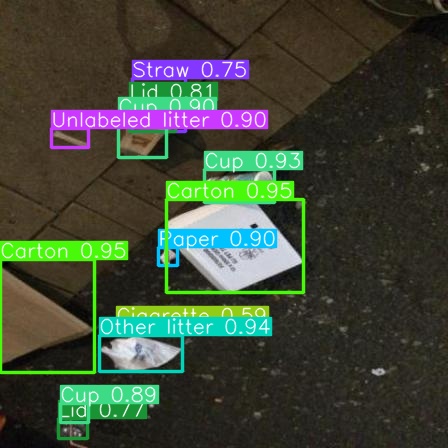 Straw 0.75
Lid 0.81
Cup 0.90
Unlabeled litter 0.90
Cup 0.93
Carton 0.95
Paper 0.90
Carton 0.95
Cigarette 0.59
Other litter 0.94
Cup 0.89
Lid 0.77